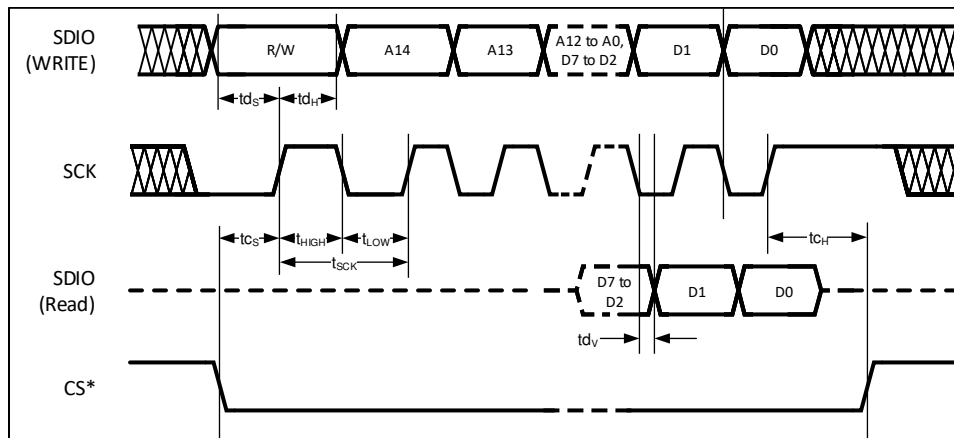 SDIO
(WRITE)
R/W
A14
A13
A12 to A0,
D7 to D2
D1
D0
tdS
tdH
SCK
tcS
tHIGH
tLOW
tSCK
tcH
SDIO
(Read)
D7 to
D2
D1
D0
tdV
CS*